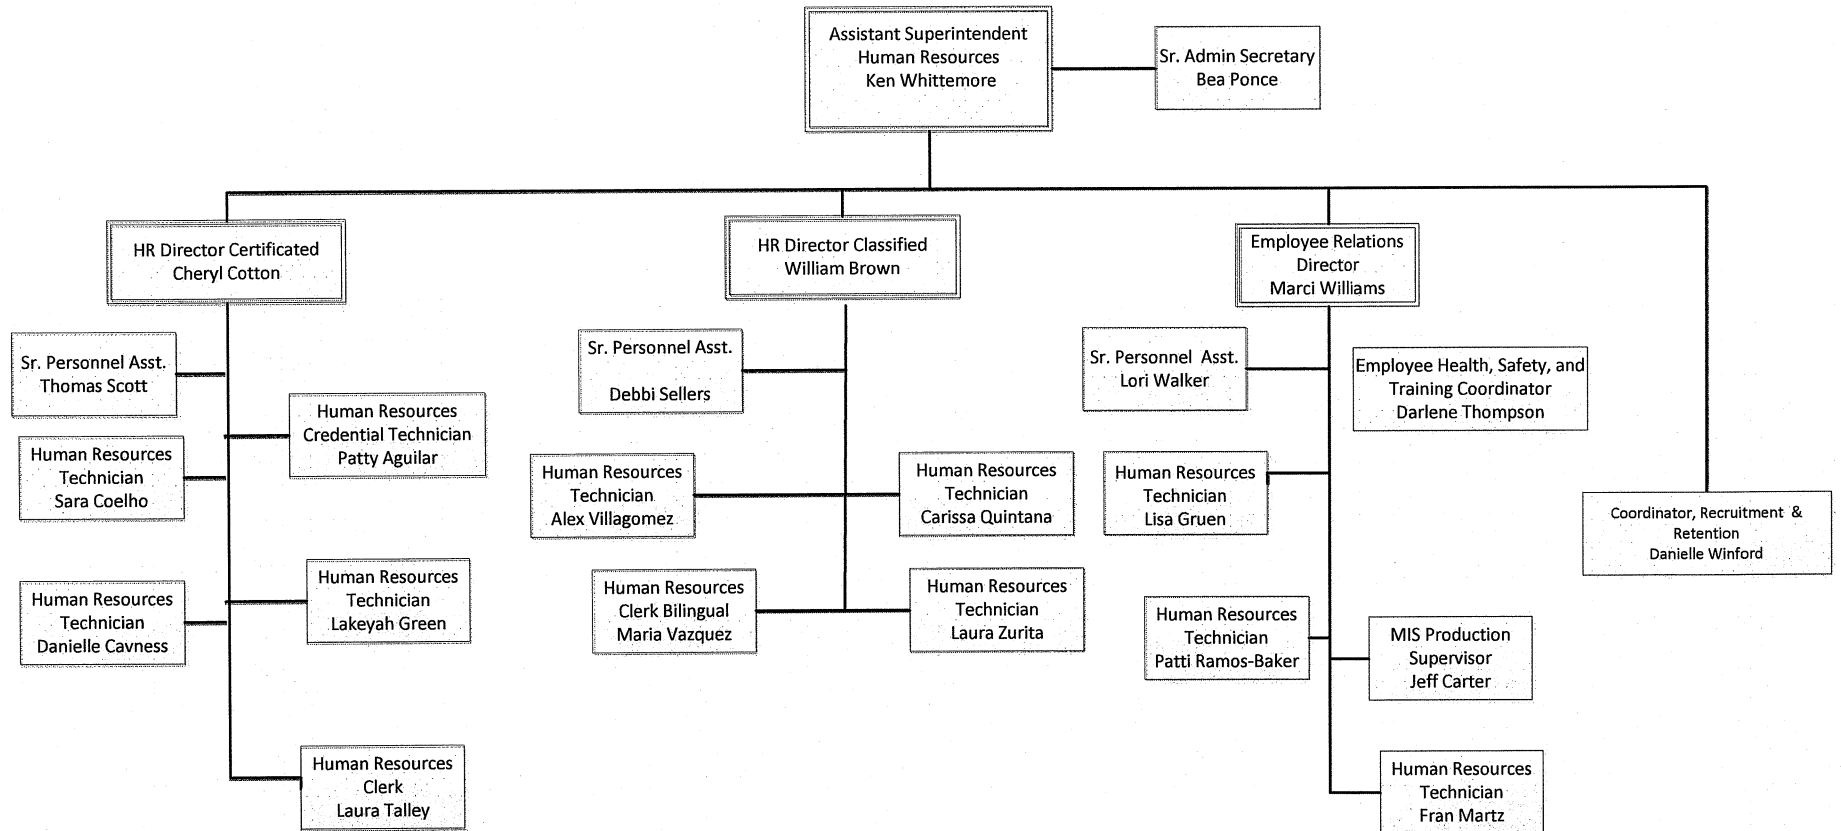 Assistant Superintendent
Human Resources
Ken Whittemore
Sr. Admin Secretary
Bea Ponce
HR Director Certificated
Cheryl Cotton
HR Director Classified
William Brown
Employee Relations
Director
Marci Williams
Sr. Personnel Asst.
Thomas Scott
Human Resources
Credential Technician
Patty Aguilar
Human Resources
Technician
Sara Coelho
Human Resources
Technician
Lakeyah Green
Human Resources
Technician
Danielle Cavness
Human Resources
Clerk
Laura Talley
Sr. Personnel Asst.
Debbi Sellers
Human Resources
Technician
Alex Villagomez
Human Resources
Technician
Carissa Quintana
Human Resources
Clerk Bilingual
Maria Vazquez
Human Resources
Technician
Laura Zurita
Sr. Personnel Asst.
Lori Walker
Employee Health, Safety, and
Training Coordinator
Darlene Thompson
Human Resources
Technician
Lisa Gruen
Human Resources
Technician
Patti Ramos-Baker
MIS Production
Supervisor
Jeff Carter
Human Resources
Technician
Fran Martz
Coordinator, Recruitment &
Retention
Danielle Winford